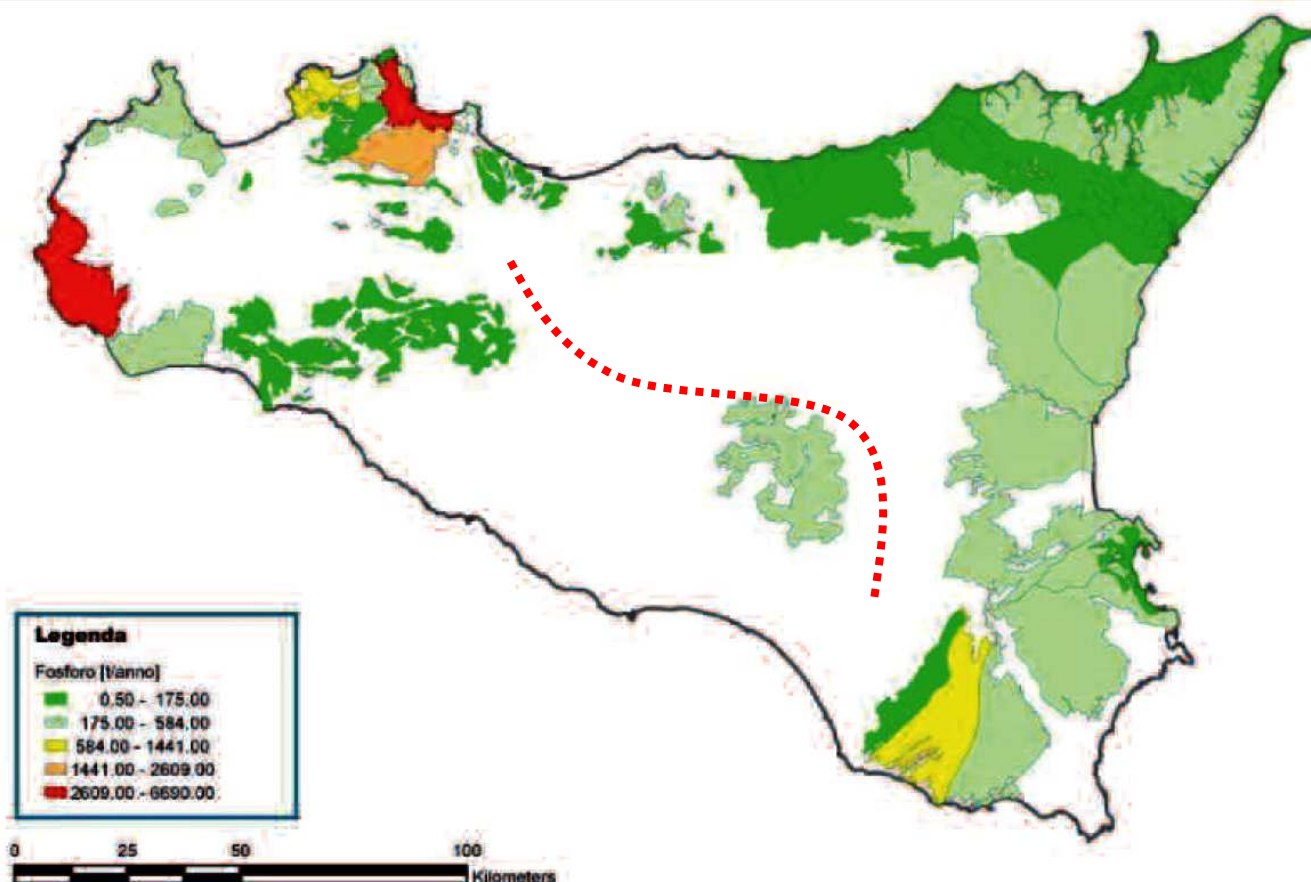 Legenda
Fosforo [t/anno]
0.50 - 175.00
175.00 - 584.00
584.00 - 1441.00
1441.00 - 2609.00
2609.00 - 6690.00
0 25 50 100
Kilometers